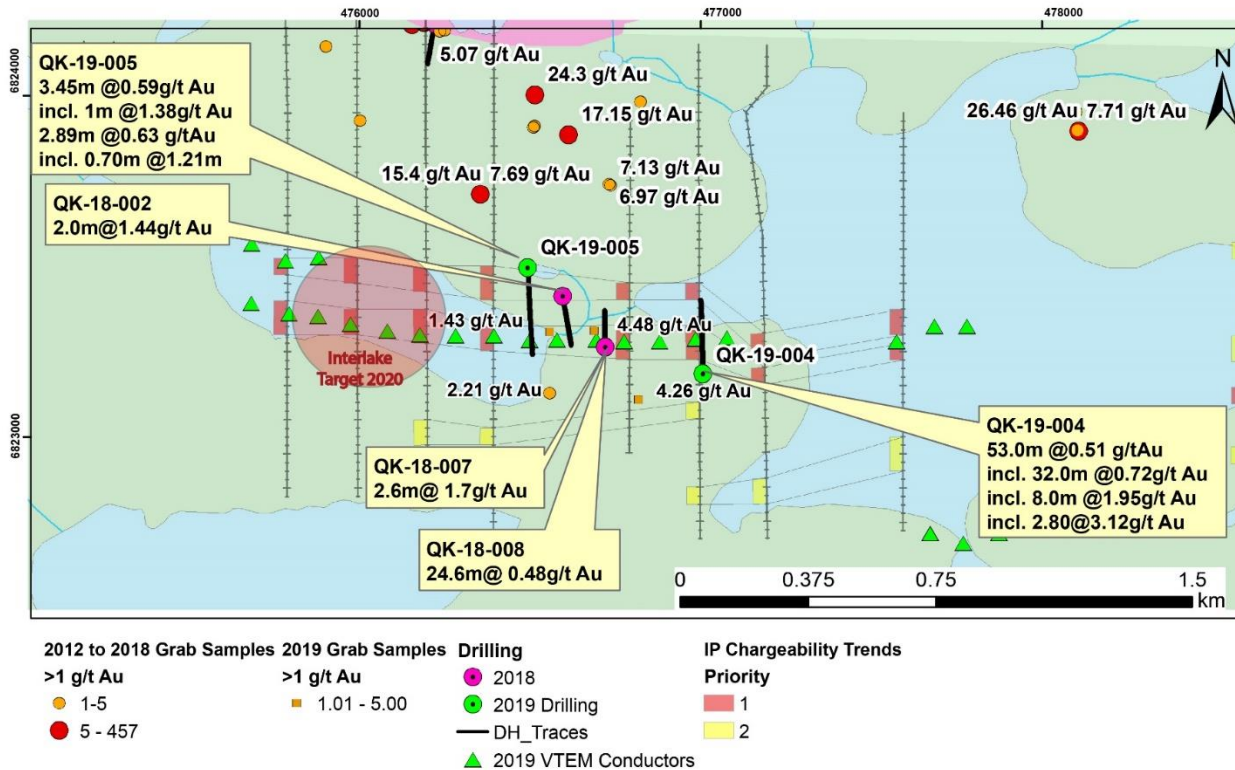 476000
477000
478000
6824000
6823000
N
QK-19-005
3.45m @0.59g/t Au
incl. 1m @1.38g/t Au
2.89m @0.63 g/tAu
incl. 0.70m @1.21m
QK-18-002
2.0m@1.44g/t Au
5.07 g/t Au
24.3 g/t Au
17.15 g/t Au
26.46 g/t Au 7.71 g/t Au
15.4 g/t Au 7.69 g/t Au
7.13 g/t Au
6.97 g/t Au
QK-19-005
1.43 g/t Au
4.48 g/t Au
QK-19-004
Interlake
Target 2020
2.21 g/t Au
4.26 g/t Au
QK-18-007
2.6m@ 1.7g/t Au
QK-18-008
24.6m@ 0.48g/t Au
QK-19-004
53.0m @0.51 g/tAu
incl. 32.0m @0.72g/t Au
incl. 8.0m @1.95g/t Au
incl. 2.80@3.12g/t Au
0 0.375 0.75 1.5
km
2012 to 2018 Grab Samples
>1 g/t Au
1-5
5 - 457
2019 Grab Samples
>1 g/t Au
1.01 - 5.00
Drilling
2018
2019 Drilling
DH_Traces
2019 VTEM Conductors
IP Chargeability Trends
Priority
1
2